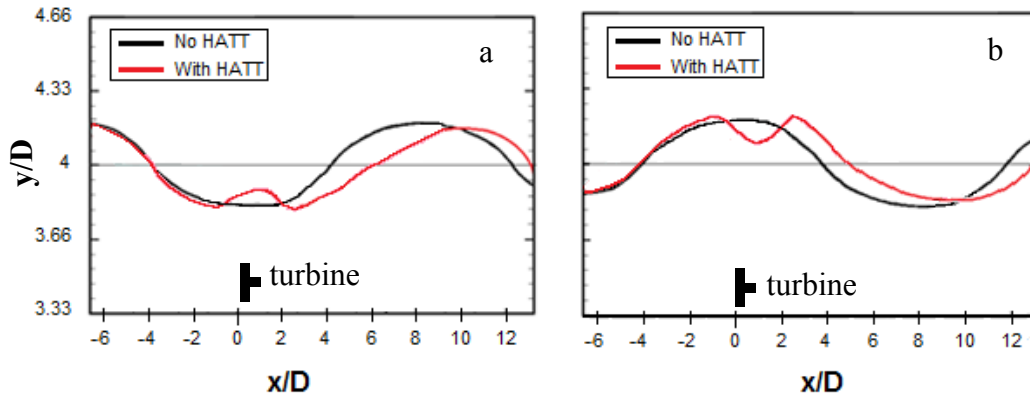 4.66
4.33
4
3.66
3.33
y/D
No HATT
With HATT
a
turbine
-6 -4 -2 0 2 4 6 8 10 12
x/D
No HATT
With HATT
b
turbine
-6 -4 -2 0 2 4 6 8 10 12
x/D